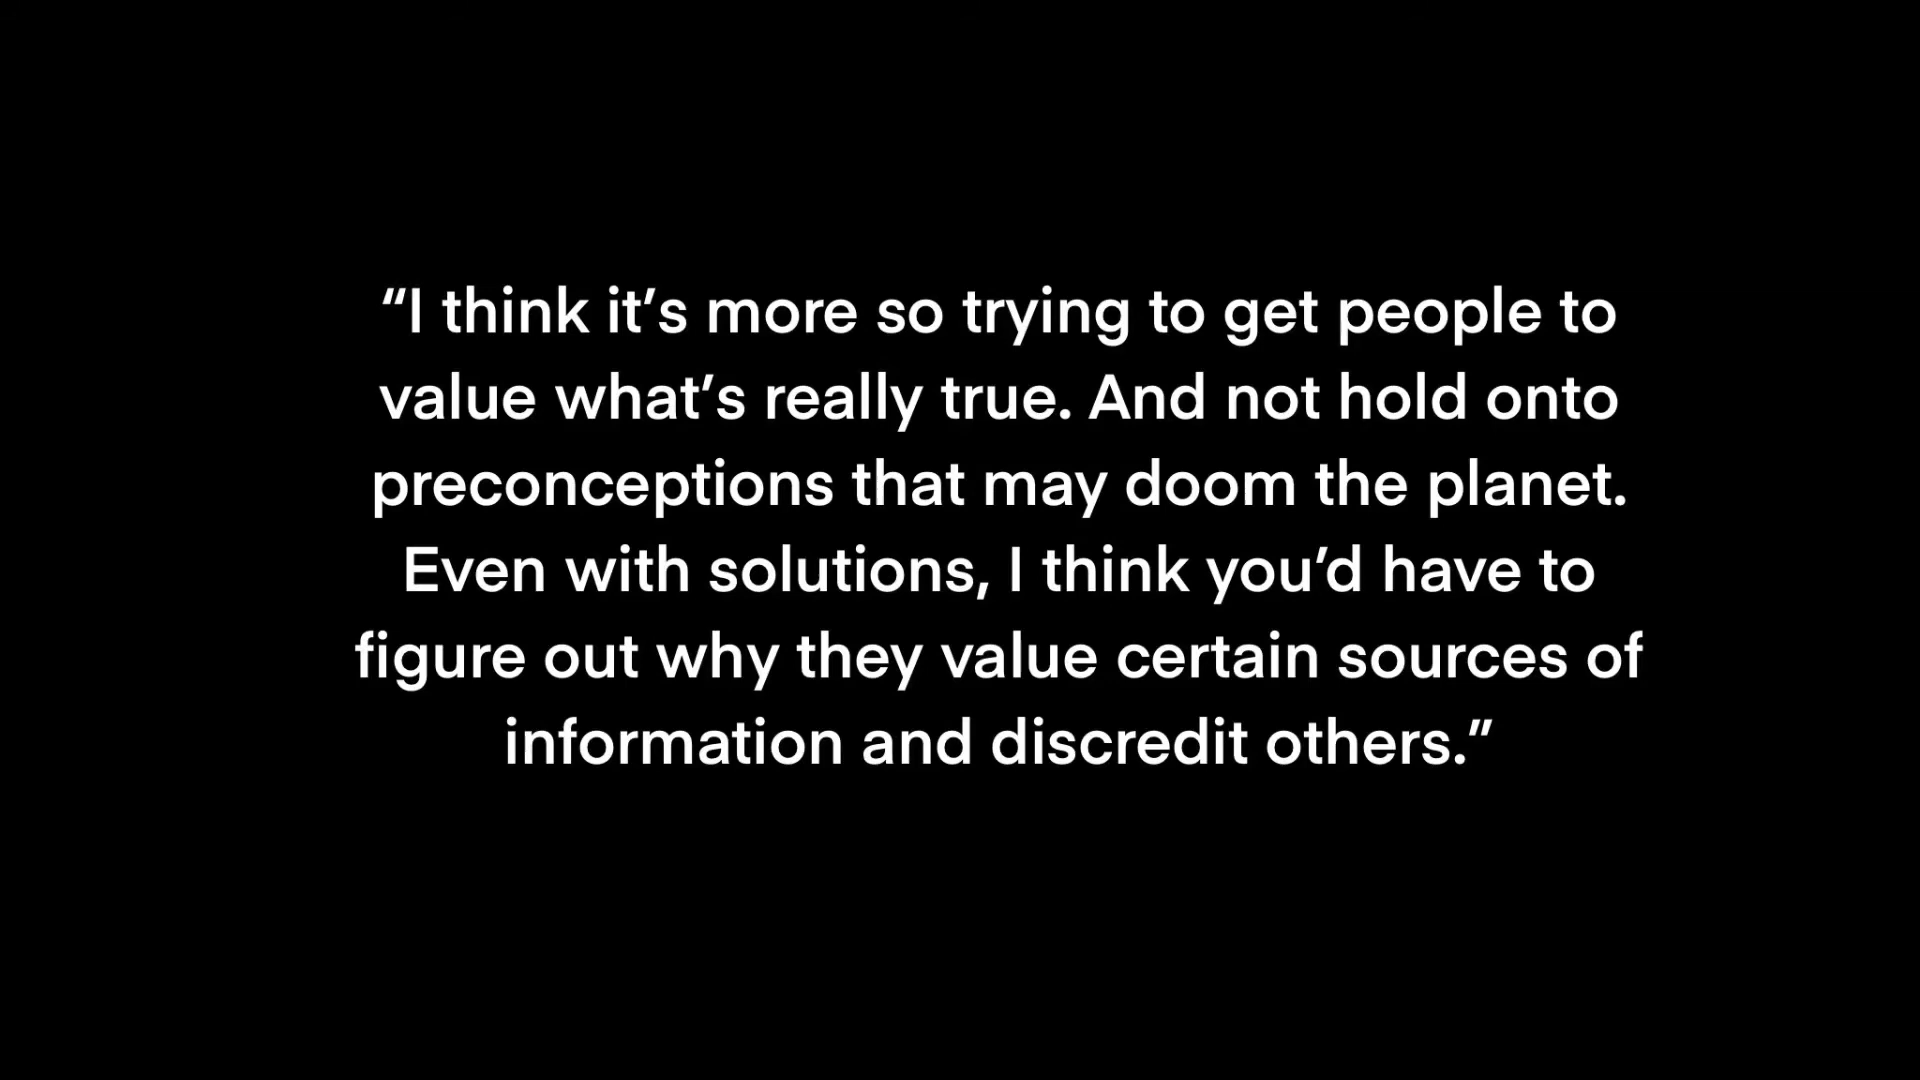 “I think it’s more so trying to get people to
value what’s really true. And not hold onto
preconceptions that may doom the planet.
Even with solutions, I think you’d have to
figure out why they value certain sources of
information and discredit others.”